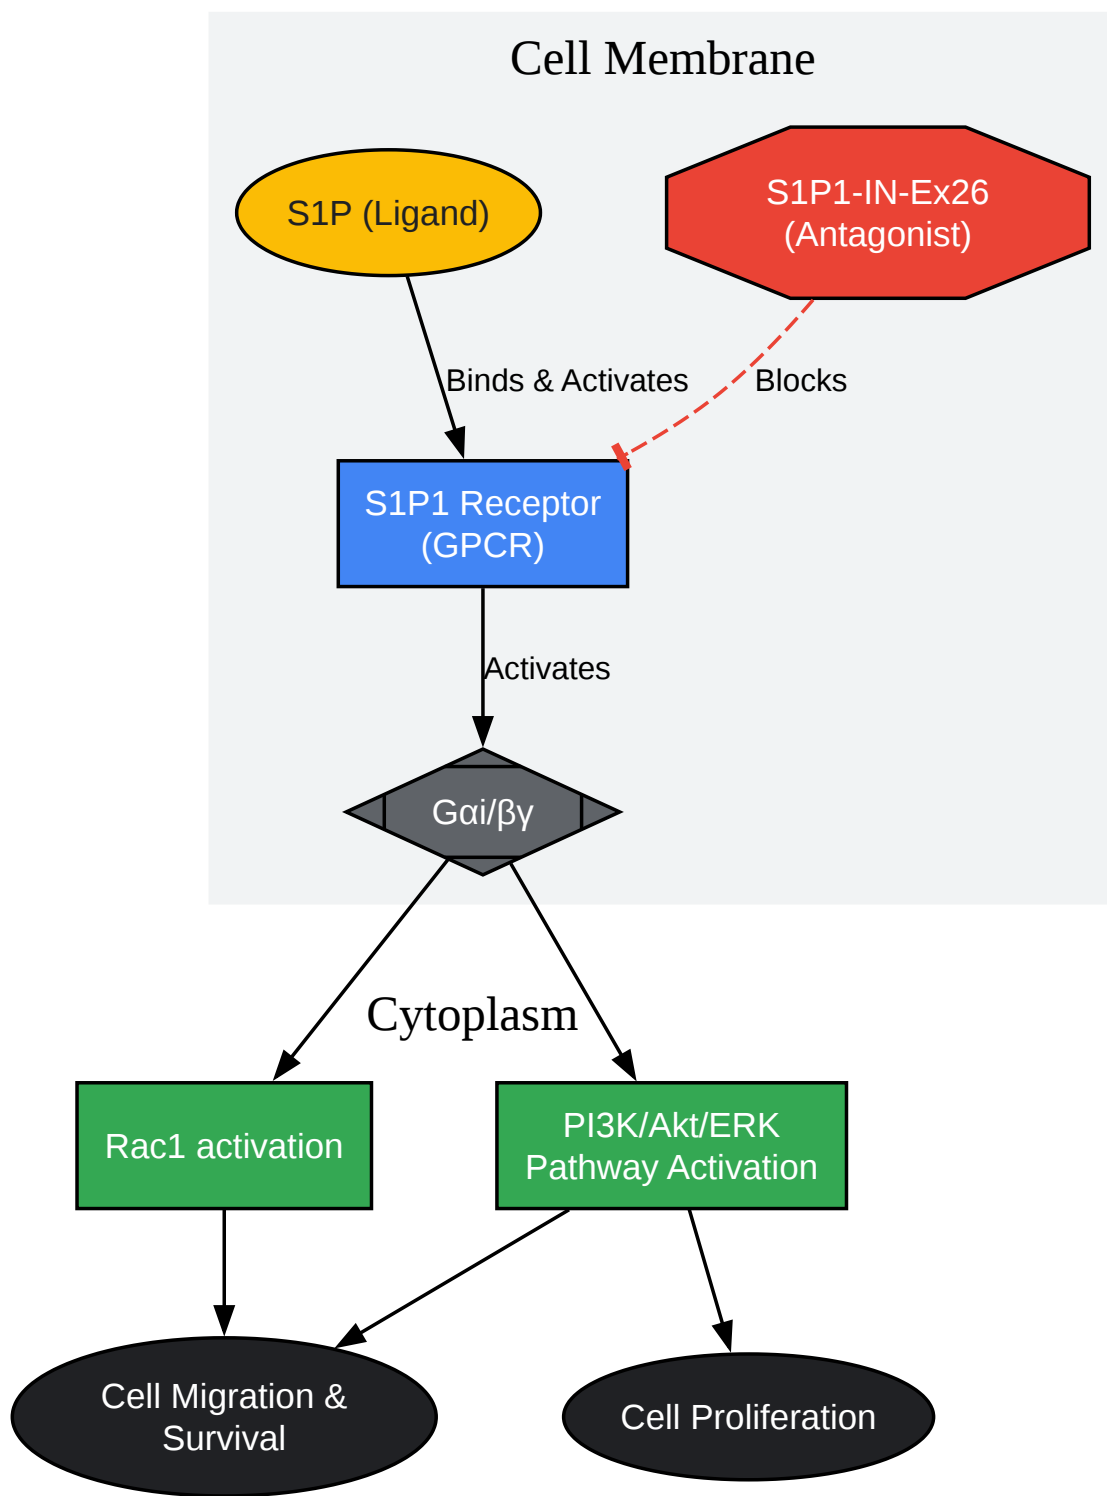 Cell Membrane
S1P (Ligand)
S1P1-IN-Ex26
(Antagonist)
Binds & Activates
Blocks
S1P1 Receptor
(GPCR)
Activates
Gαi/βγ
Cytoplasm
Rac1 activation
PI3K/Akt/ERK
Pathway Activation
Cell Migration &
Survival
Cell Proliferation